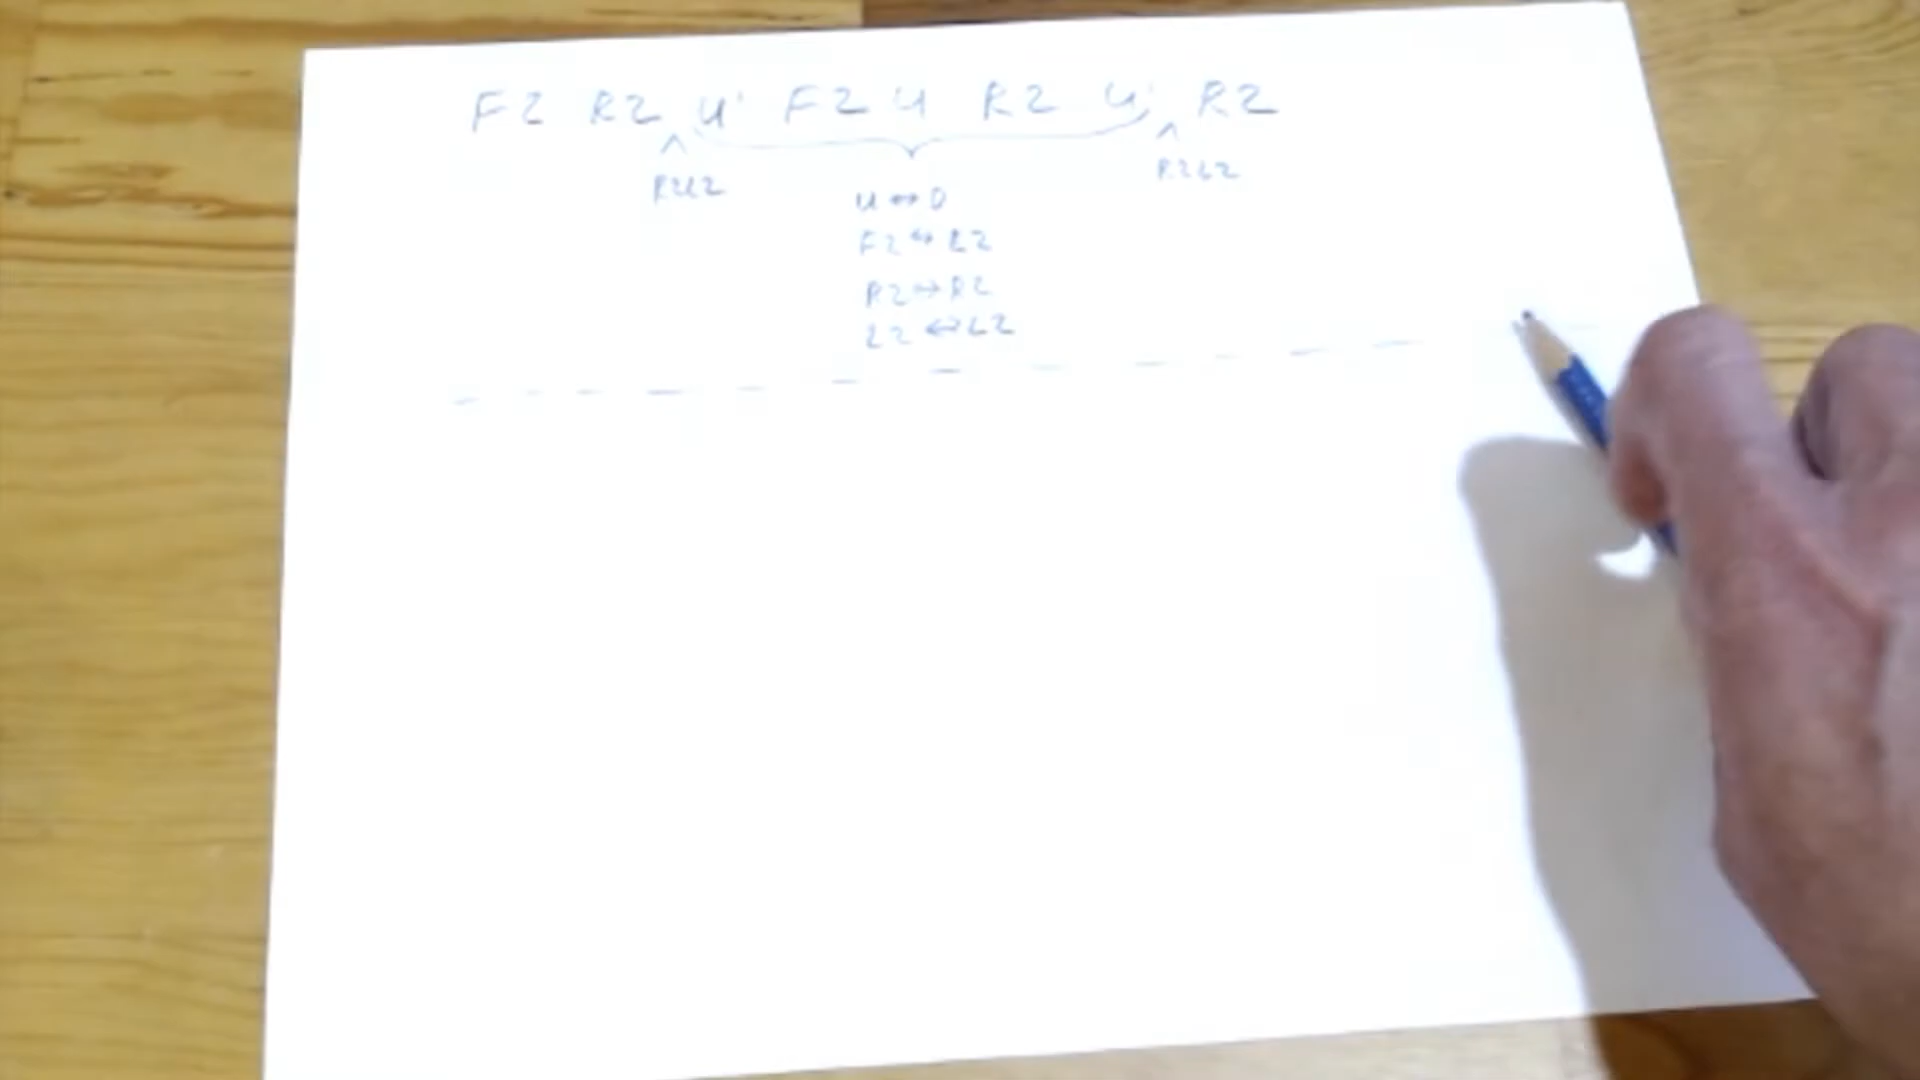 F2 R2 U' F2 U R2 U' R2
^ ^
R2L2 R2L2
U ↔ D
F2 ↔ B2
R2 ↔ R2
L2 ↔ L2